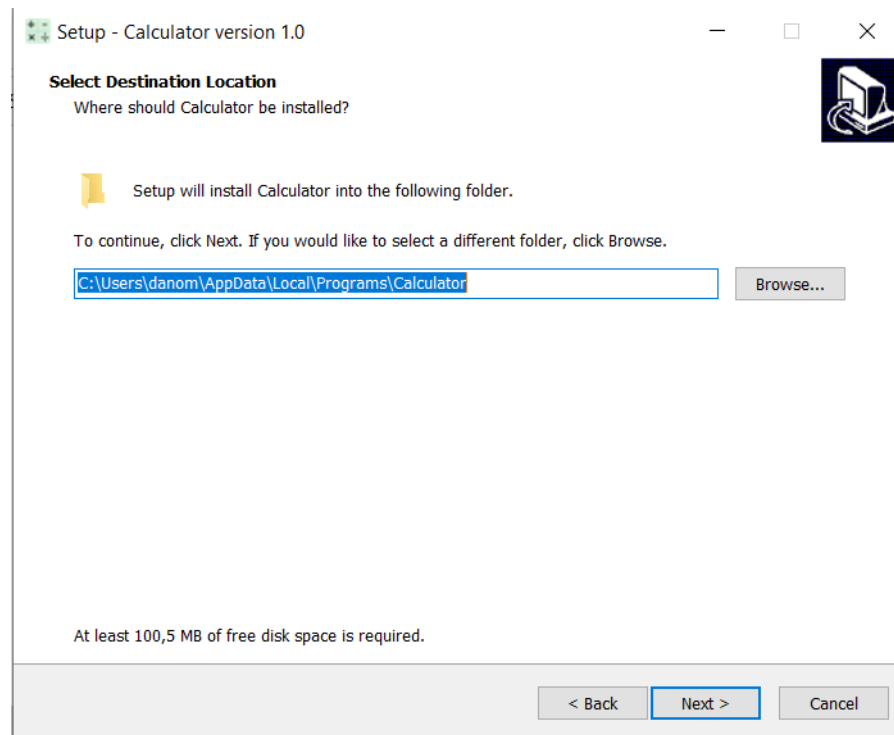 Setup - Calculator version 1.0
Select Destination Location
Where should Calculator be installed?
Setup will install Calculator into the following folder.
To continue, click Next. If you would like to select a different folder, click Browse.
C:\Users\danom\AppData\Local\Programs\Calculator
Browse...
At least 100,5 MB of free disk space is required.
< Back
Next >
Cancel